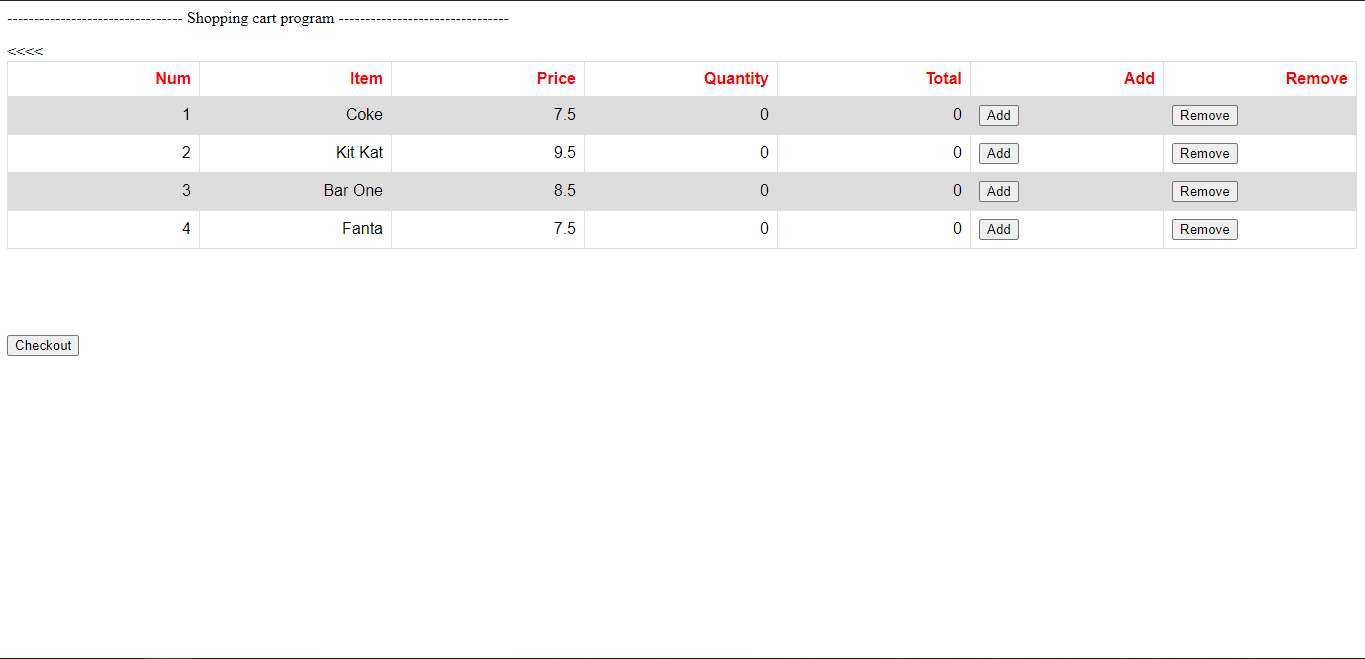 --------------------------------- Shopping cart program --------------------------------
<<<<
Num Item Price Quantity Total Add Remove
1 Coke 7.5 0 0 Add Remove
2 Kit Kat 9.5 0 0 Add Remove
3 Bar One 8.5 0 0 Add Remove
4 Fanta 7.5 0 0 Add Remove
Checkout